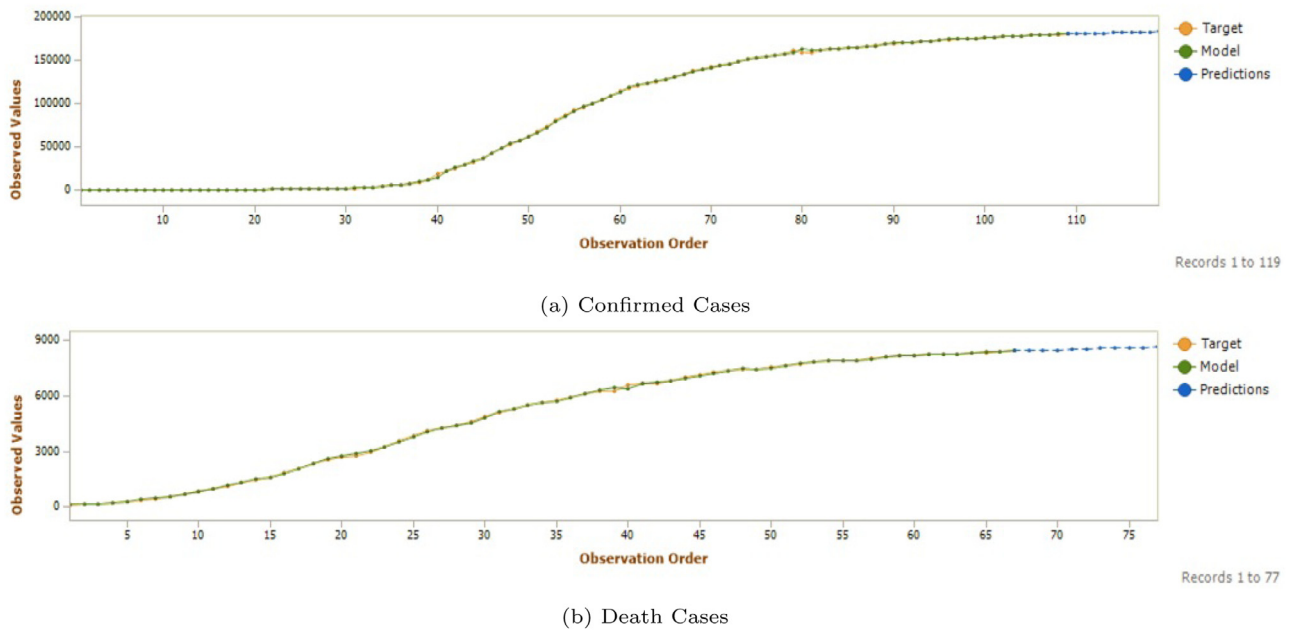 200000
150000
100000
50000
0
Observed Values
10 20 30 40 50 60 70 80 90 100 110
Observation Order
Target
Model
Predictions
Records 1 to 119
(a) Confirmed Cases
9000
6000
3000
0
Observed Values
5 10 15 20 25 30 35 40 45 50 55 60 65 70 75
Observation Order
Target
Model
Predictions
Records 1 to 77
(b) Death Cases